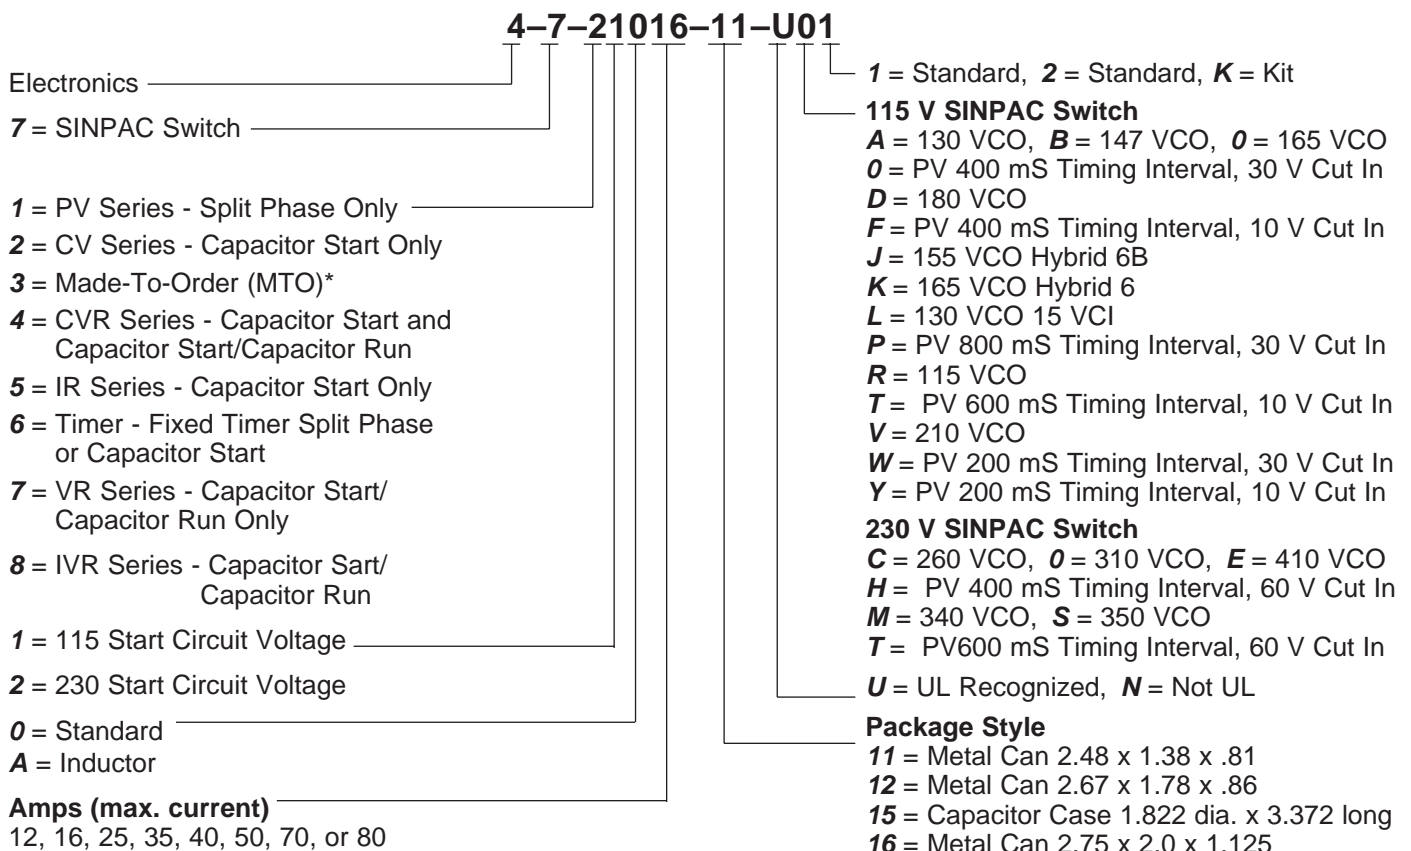 4–7–21016–11–U01
Electronics
7 = SINPAC Switch
1 = PV Series - Split Phase Only
2 = CV Series - Capacitor Start Only
3 = Made-To-Order (MTO)*
4 = CVR Series - Capacitor Start and
Capacitor Start/Capacitor Run
5 = IR Series - Capacitor Start Only
6 = Timer - Fixed Timer Split Phase
or Capacitor Start
7 = VR Series - Capacitor Start/
Capacitor Run Only
8 = IVR Series - Capacitor Sart/
Capacitor Run
1 = 115 Start Circuit Voltage
2 = 230 Start Circuit Voltage
0 = Standard
A = Inductor
Amps (max. current)
12, 16, 25, 35, 40, 50, 70, or 80
1 = Standard, 2 = Standard, K = Kit
115 V SINPAC Switch
A = 130 VCO, B = 147 VCO, 0 = 165 VCO
0 = PV 400 mS Timing Interval, 30 V Cut In
D = 180 VCO
F = PV 400 mS Timing Interval, 10 V Cut In
J = 155 VCO Hybrid 6B
K = 165 VCO Hybrid 6
L = 130 VCO 15 VCI
P = PV 800 mS Timing Interval, 30 V Cut In
R = 115 VCO
T = PV 600 mS Timing Interval, 10 V Cut In
V = 210 VCO
W = PV 200 mS Timing Interval, 30 V Cut In
Y = PV 200 mS Timing Interval, 10 V Cut In
230 V SINPAC Switch
C = 260 VCO, 0 = 310 VCO, E = 410 VCO
H = PV 400 mS Timing Interval, 60 V Cut In
M = 340 VCO, S = 350 VCO
T = PV600 mS Timing Interval, 60 V Cut In
U = UL Recognized, N = Not UL
Package Style
11 = Metal Can 2.48 x 1.38 x .81
12 = Metal Can 2.67 x 1.78 x .86
15 = Capacitor Case 1.822 dia. x 3.372 long
16 = Metal Can 2.75 x 2.0 x 1.125